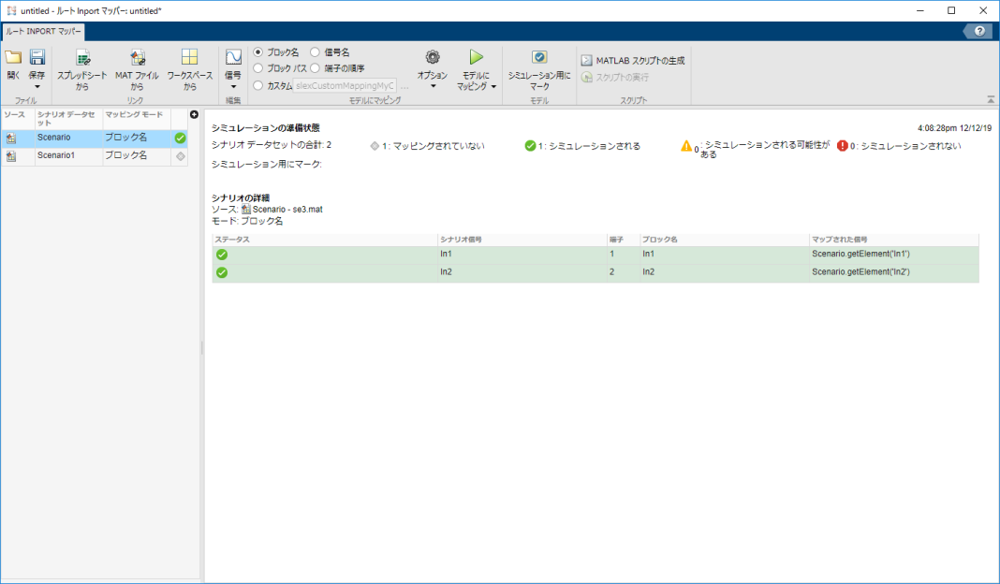 untitled - ルート Inport マッパー: untitled*
ルート INPORT マッパー
開く
保存
スプレッドシート
から
MAT ファイル
から
ワークスペース
から
信号
ブロック名 信号名
ブロック パス 端子の順序
カスタム slexCustomMappingMyC ...
オプション
モデルに
マッピング
シミュレーション用に
マーク
MATLAB スクリプトの生成
スクリプトの実行
ファイル リンク 編集 モデルにマッピング モデル スクリプト
ソース シナリオ データセ
ット マッピング モード
Scenario ブロック名
Scenario1 ブロック名
シミュレーションの準備状態 4:08:28pm 12/12/19
シナリオ データセットの合計: 2 1: マッピングされていない 1: シミュレーションされる 0: シミュレーションされる可能性が
ある 0: シミュレーションされない
シミュレーション用にマーク:
シナリオの詳細
ソース: Scenario - se3.mat
モード: ブロック名
ステータス シナリオ信号 端子 ブロック名 マップされた信号
In1 1 In1 Scenario.getElement('In1')
In2 2 In2 Scenario.getElement('In2')